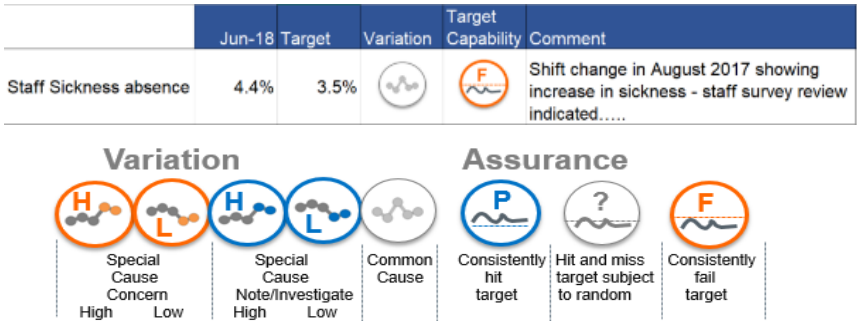 Target
Jun-18 Target Variation Capability Comment
F
Shift change in August 2017 showing
Staff Sickness absence 4.4% 3.5% increase in sickness - staff survey review
indicated.....
Variation Assurance
H L H L P ? F
Special Special Common Consistently Hit and miss Consistently
Cause Cause Cause hit target subject fail
Concern Note/Investigate target to random target
High Low High Low